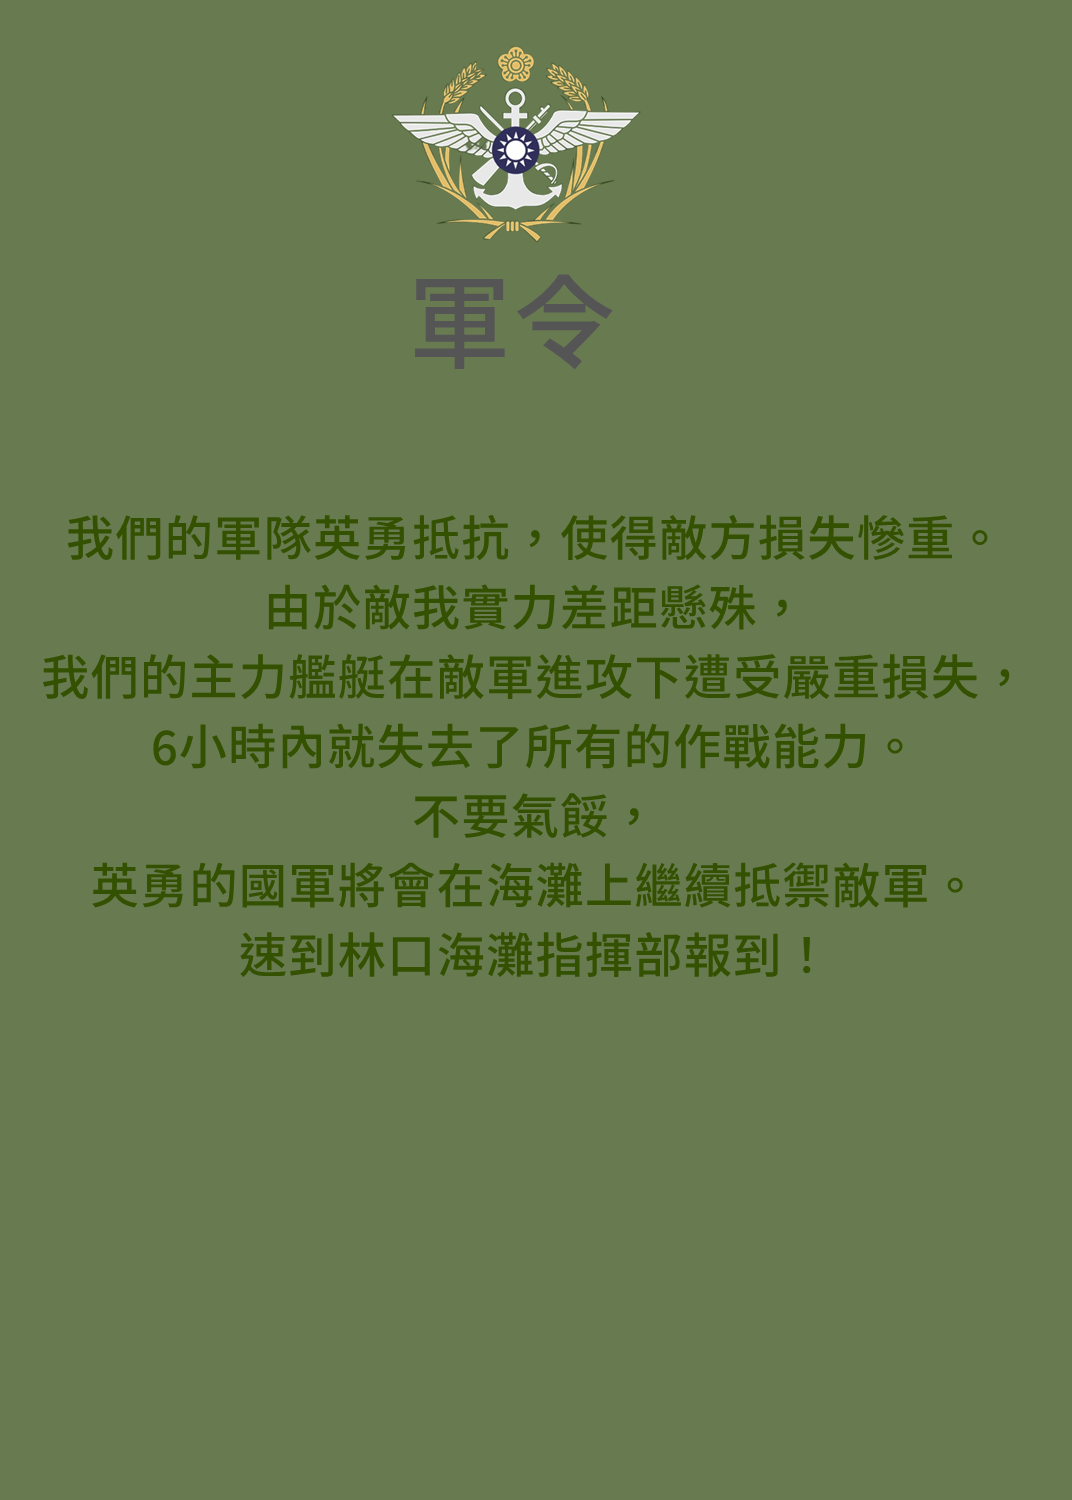 軍令
我們的軍隊英勇抵抗，使得敵方損失慘重。
由於敵我實力差距懸殊，
我們的主力艦艇在敵軍進攻下遭受嚴重損失，
6小時內就失去了所有的作戰能力。
不要氣餒，
英勇的國軍將會在海灘上繼續抵禦敵軍。
速到林口海灘指揮部報到！